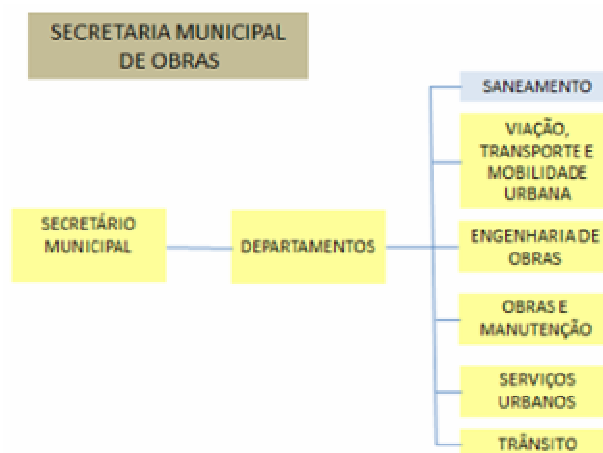 SECRETARIA MUNICIPAL
DE OBRAS
SECRETÁRIO
MUNICIPAL
DEPARTAMENTOS
SANEAMENTO
VIAÇÃO,
TRANSPORTE E
MOBILIDADE
URBANA
ENGENHARIA DE
OBRAS
OBRAS E
MANUTENÇÃO
SERVIÇOS
URBANOS
TRÂNSITO